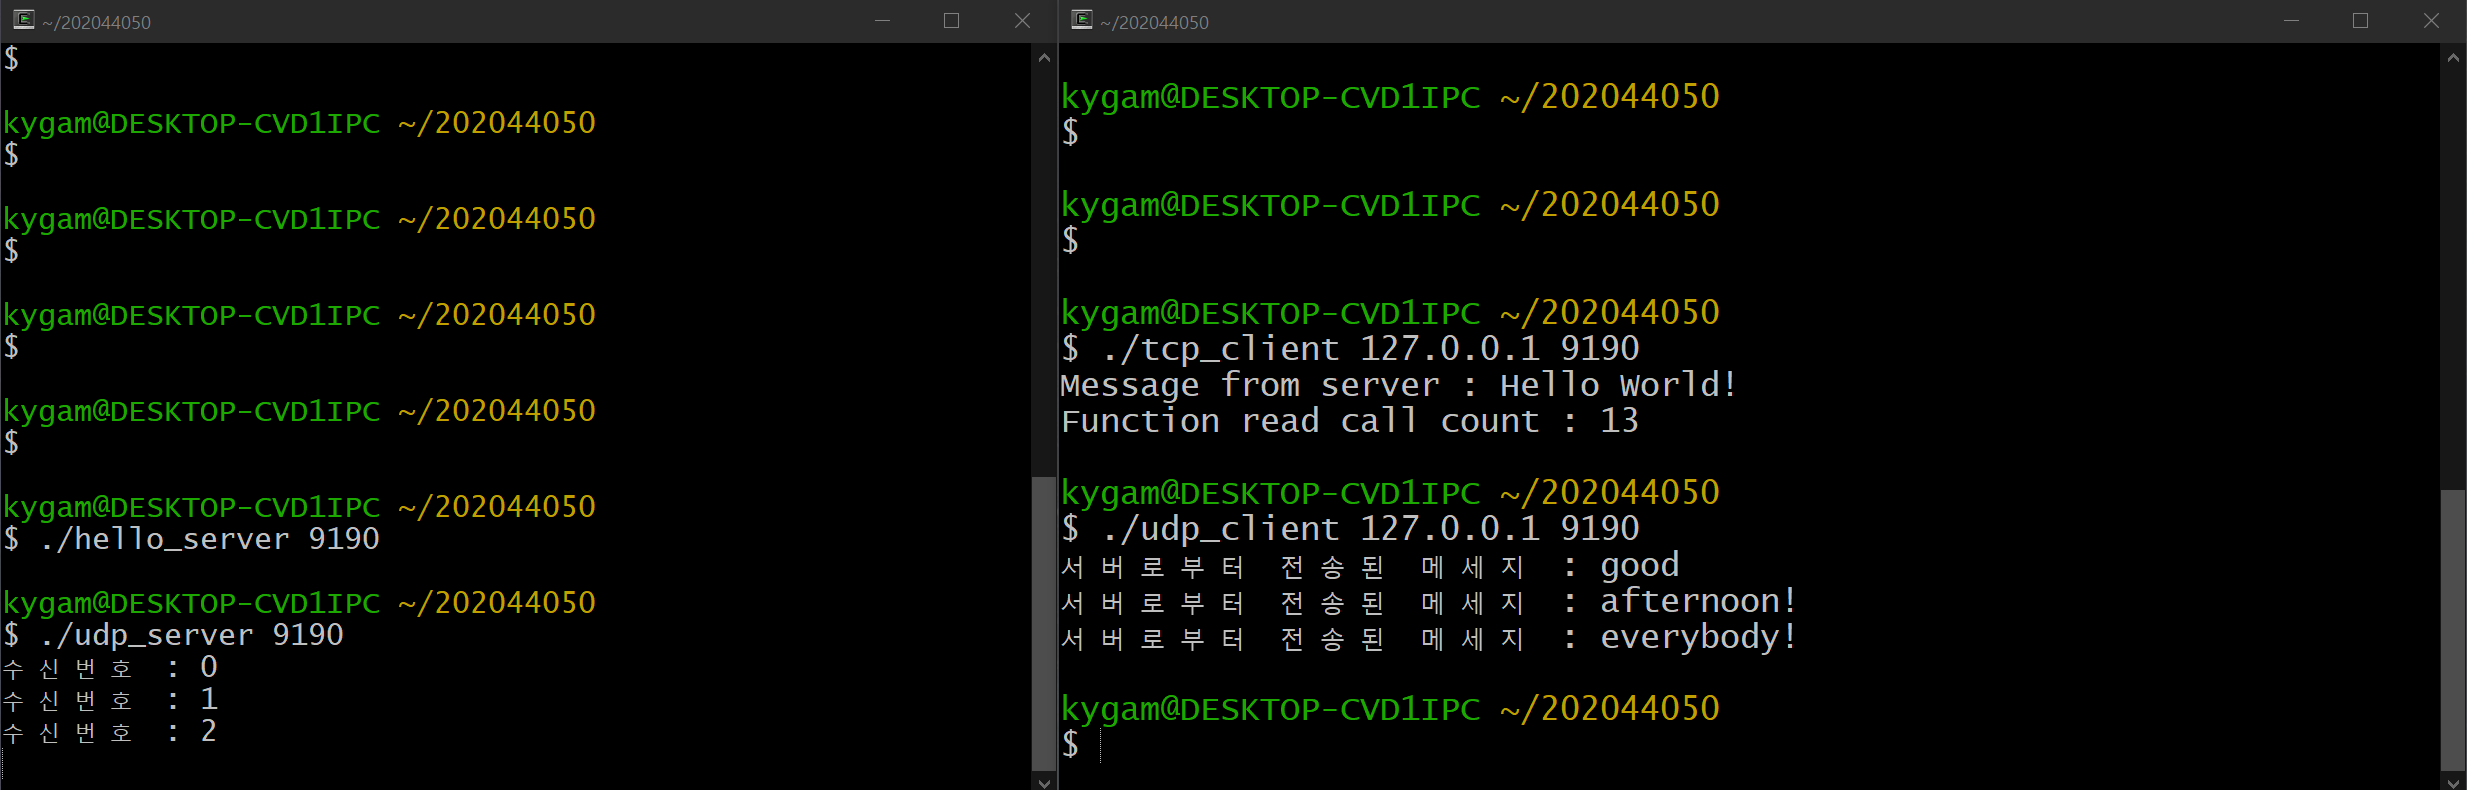 ~/202044050
$
kygam@DESKTOP-CVD1IPC ~/202044050
$
kygam@DESKTOP-CVD1IPC ~/202044050
$
kygam@DESKTOP-CVD1IPC ~/202044050
$
kygam@DESKTOP-CVD1IPC ~/202044050
$
kygam@DESKTOP-CVD1IPC ~/202044050
$ ./hello_server 9190
kygam@DESKTOP-CVD1IPC ~/202044050
$ ./udp_server 9190
수신번호 : 0
수신번호 : 1
수신번호 : 2
~/202044050
kygam@DESKTOP-CVD1IPC ~/202044050
$
kygam@DESKTOP-CVD1IPC ~/202044050
$
kygam@DESKTOP-CVD1IPC ~/202044050
$ ./tcp_client 127.0.0.1 9190
Message from server : Hello World!
Function read call count : 13
kygam@DESKTOP-CVD1IPC ~/202044050
$ ./udp_client 127.0.0.1 9190
서버로부터 전송된 메세지 : good
서버로부터 전송된 메세지 : afternoon!
서버로부터 전송된 메세지 : everybody!
kygam@DESKTOP-CVD1IPC ~/202044050
$